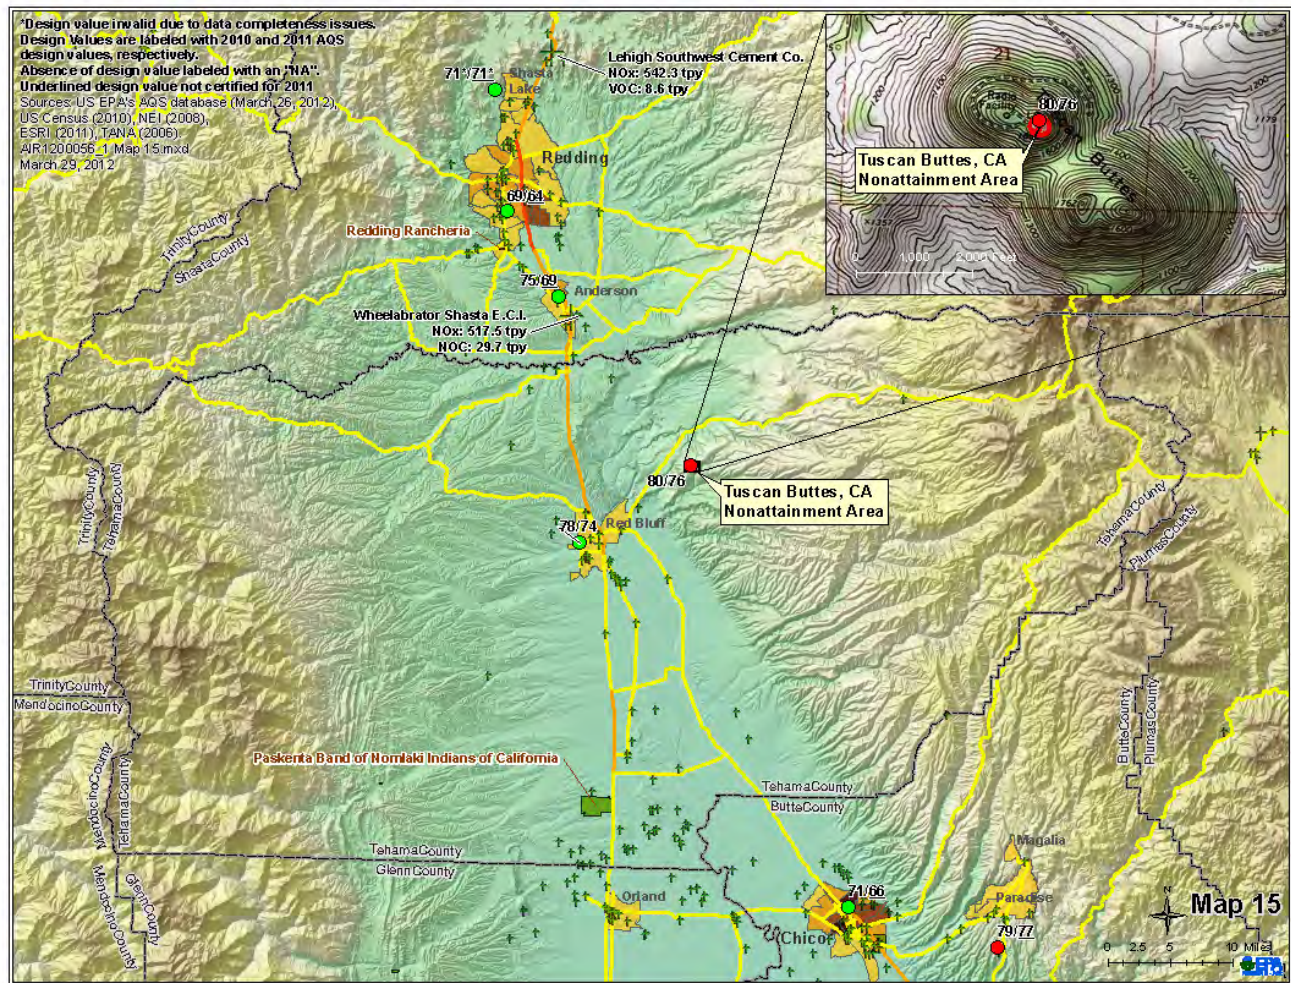 *Design value invalid due to data completeness issues.
Design Values are labeled with 2010 and 2011 AQS
design values, respectively.
Absence of design value labeled with an "NA".
Underlined design value not certified for 2011
Sources: US EPA's AQS database (March 26, 2012),
US Census (2010), NEI (2008),
ESRI (2011), TANA (2006)
AIR1200056_1 Map 15.mxd
March 29, 2012
Lehigh Southwest Cement Co.
NOx: 542.3 tpy
VOC: 8.6 tpy
71*/71*
Shasta
Lake
Redding
69/64
Redding Rancheria
75/69
Anderson
Wheelabrator Shasta E.C.I.
NOx: 517.5 tpy
NOC: 29.7 tpy
TrinityCounty
ShastaCounty
21
Radio
Facility
80/76
Tuscan Buttes, CA
Nonattainment Area
Buttes
1200
1179
0 1,000 2,000 Feet
80/76
Tuscan Buttes, CA
Nonattainment Area
78/74
Red Bluff
TrinityCounty
TehamaCounty
TehamaCounty
PlumasCounty
TrinityCounty
MendocinoCounty
ButteCounty
PlumasCounty
Paskenta Band of Nomlaki Indians of California
MendocinoCounty
TehamaCounty
TehamaCounty
ButteCounty
TehamaCounty
GlennCounty
MendocinoCounty
GlennCounty
Orland
71/66
Chico
Magalia
Paradise
79/77
N
Map 15
0 2.5 5 10 Miles
EPA